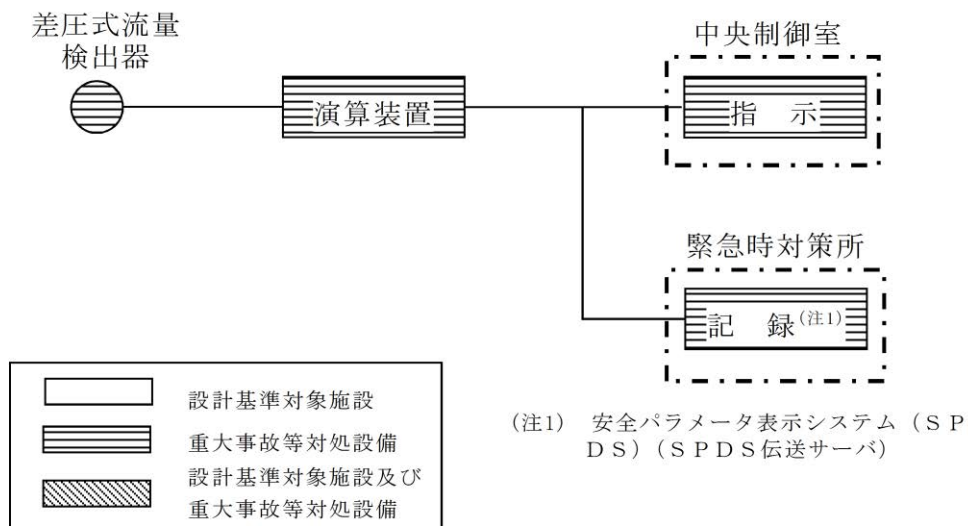 差圧式流量
検出器
演算装置
中央制御室
指　示
緊急時対策所
記　録(注1)
設計基準対象施設
重大事故等対処設備
設計基準対象施設及び
重大事故等対処設備
(注1)　安全パラメータ表示システム（ＳＰ
ＤＳ）（ＳＰＤＳ伝送サーバ）